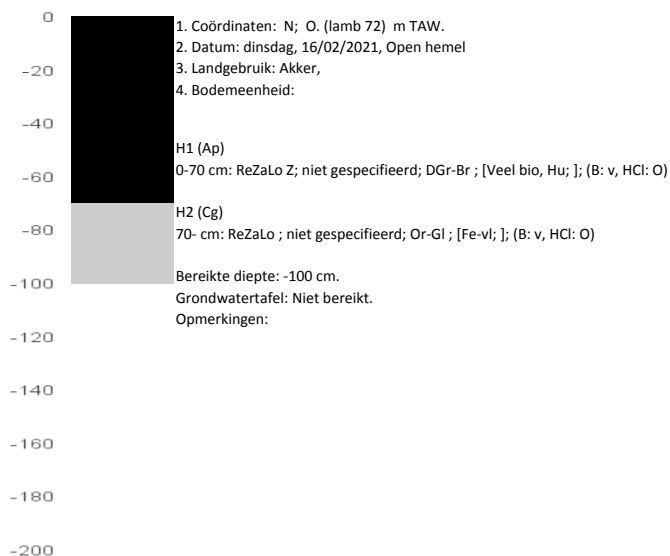 0
-20
-40
-60
-80
-100
-120
-140
-160
-180
-200
1. Coördinaten: N; O. (lamb 72) m TAW.
2. Datum: dinsdag, 16/02/2021, Open hemel
3. Landgebruik: Akker,
4. Bodemeenheid:
H1 (Ap)
0-70 cm: ReZaLo Z; niet gespecifieerd; DGr-Br ; [Veel bio, Hu; ]; (B: v, HCl: O)
H2 (Cg)
70- cm: ReZaLo ; niet gespecifieerd; Or-Gl ; [Fe-vl; ]; (B: v, HCl: O)
Bereikte diepte: -100 cm.
Grondwatertafel: Niet bereikt.
Opmerkingen: